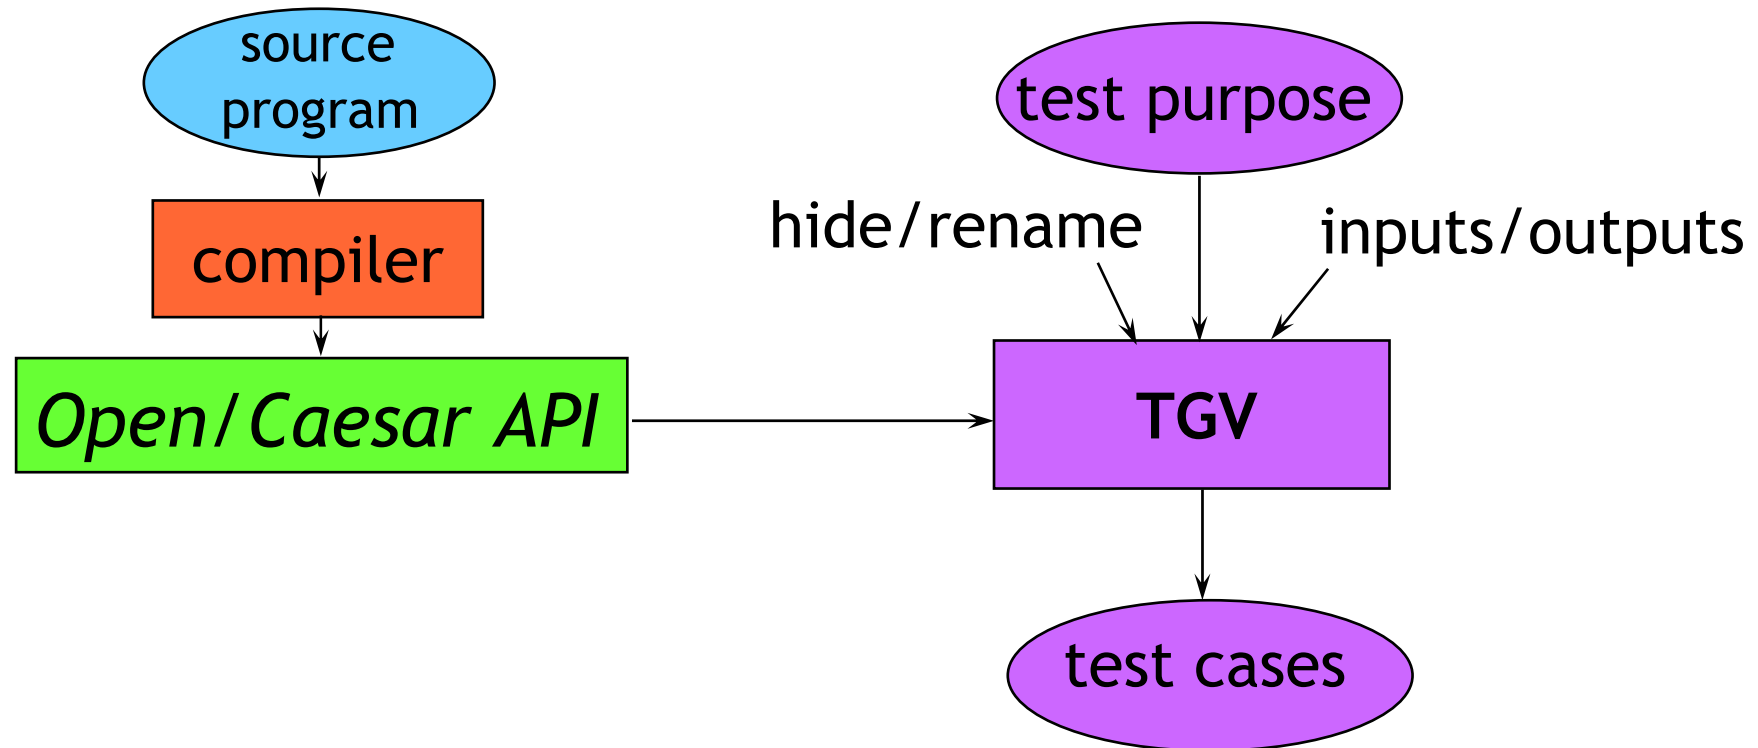 source
program
compiler
Open/Caesar API
test purpose
hide/rename
inputs/outputs
TGV
test cases